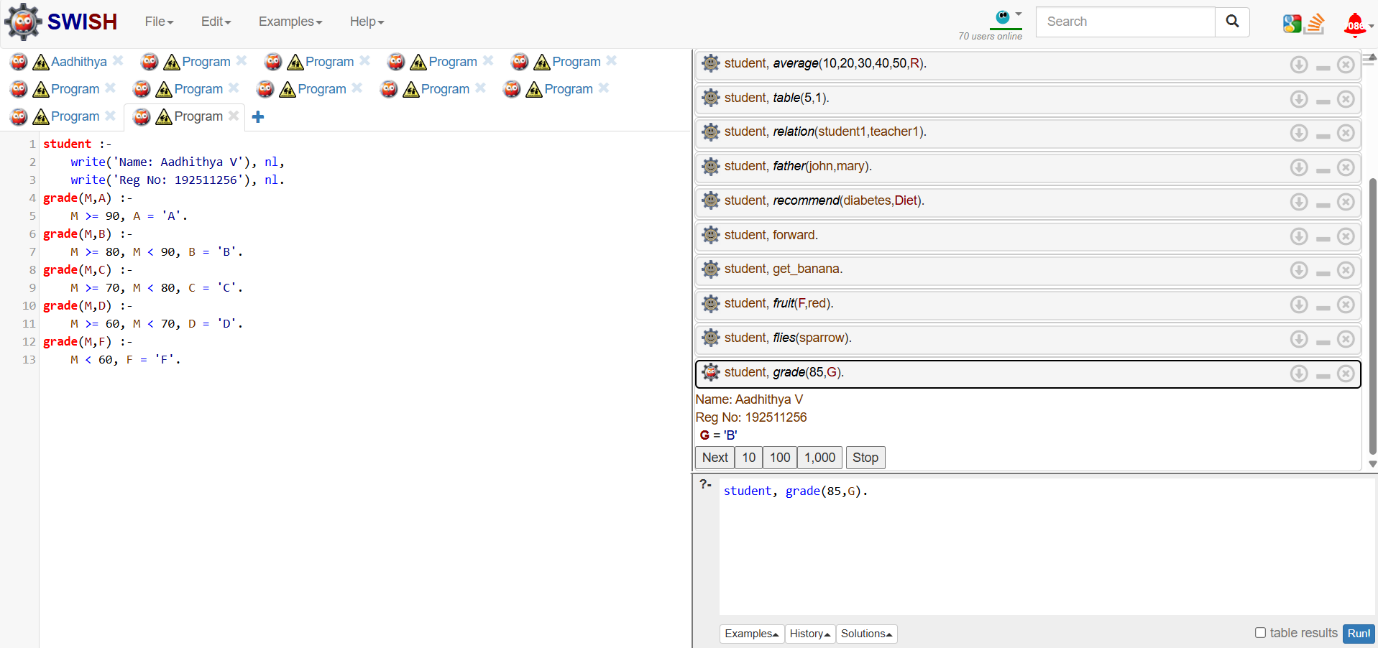 SWISH File Edit Examples Help 70 users online Search
Aadhithya Program Program Program Program
Program Program Program Program Program
Program Program
1 student :-
2 write('Name: Aadhithya V'), nl,
3 write('Reg No: 192511256'), nl.
4 grade(M,A) :-
5 M >= 90, A = 'A'.
6 grade(M,B) :-
7 M >= 80, M < 90, B = 'B'.
8 grade(M,C) :-
9 M >= 70, M < 80, C = 'C'.
10 grade(M,D) :-
11 M >= 60, M < 70, D = 'D'.
12 grade(M,F) :-
13 M < 60, F = 'F'.
student, average(10,20,30,40,50,R).
student, table(5,1).
student, relation(student1,teacher1).
student, father(john,mary).
student, recommend(diabetes,Diet).
student, forward.
student, get_banana.
student, fruit(F,red).
student, flies(sparrow).
student, grade(85,G).
Name: Aadhithya V
Reg No: 192511256
G = 'B'
Next 10 100 1,000 Stop
?- student, grade(85,G).
Examples History Solutions table results Run!